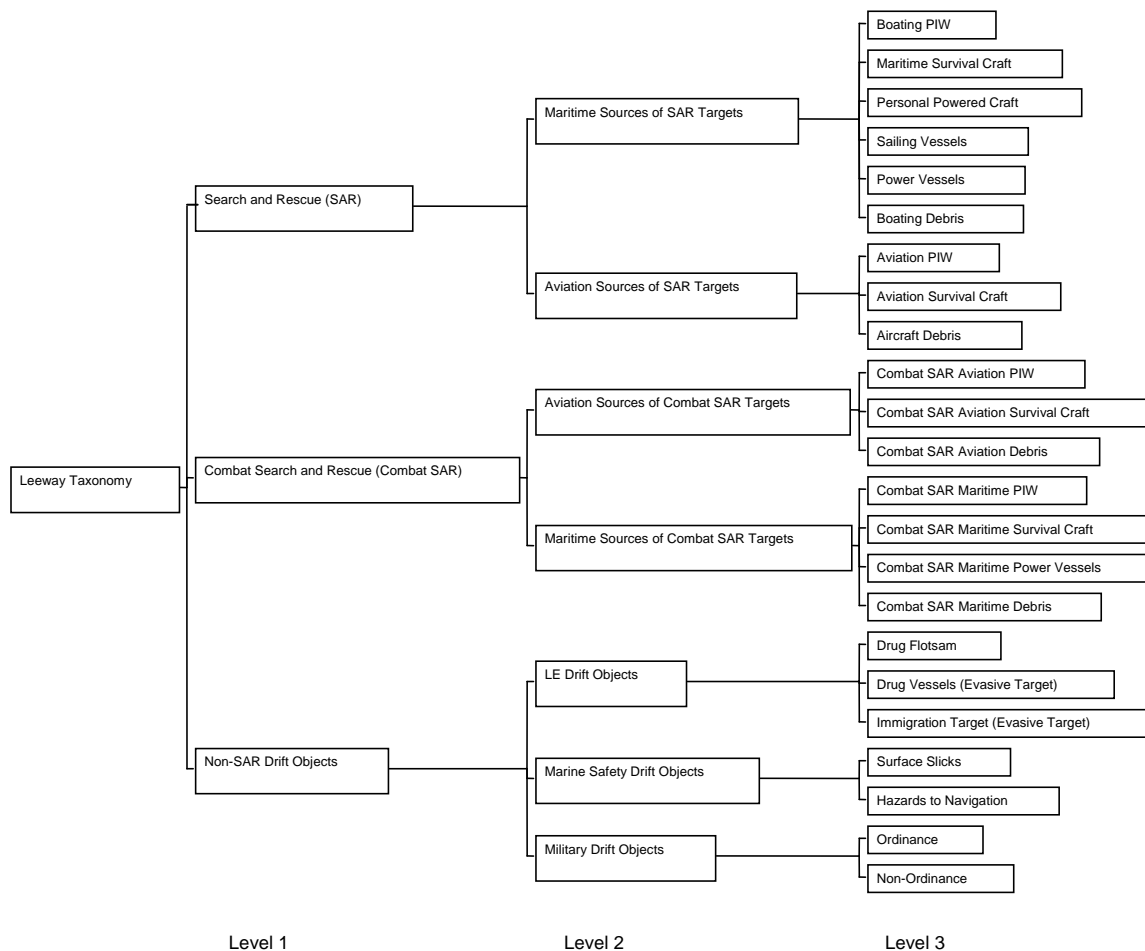 Leeway Taxonomy
Search and Rescue (SAR)
Maritime Sources of SAR Targets
Boating PIW
Maritime Survival Craft
Personal Powered Craft
Sailing Vessels
Power Vessels
Boating Debris
Aviation Sources of SAR Targets
Aviation PIW
Aviation Survival Craft
Aircraft Debris
Combat Search and Rescue (Combat SAR)
Aviation Sources of Combat SAR Targets
Combat SAR Aviation PIW
Combat SAR Aviation Survival Craft
Combat SAR Aviation Debris
Maritime Sources of Combat SAR Targets
Combat SAR Maritime PIW
Combat SAR Maritime Survival Craft
Combat SAR Maritime Power Vessels
Combat SAR Maritime Debris
Non-SAR Drift Objects
LE Drift Objects
Drug Flotsam
Drug Vessels (Evasive Target)
Immigration Target (Evasive Target)
Marine Safety Drift Objects
Surface Slicks
Hazards to Navigation
Military Drift Objects
Ordinance
Non-Ordinance
Level 1
Level 2
Level 3